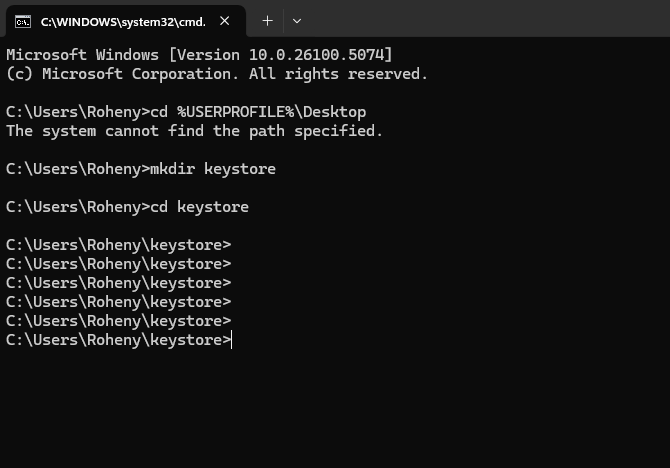 C:\WINDOWS\system32\cmd.
Microsoft Windows [Version 10.0.26100.5074]
(c) Microsoft Corporation. All rights reserved.
C:\Users\Roheny>cd %USERPROFILE%\Desktop
The system cannot find the path specified.
C:\Users\Roheny>mkdir keystore
C:\Users\Roheny>cd keystore
C:\Users\Roheny\keystore>
C:\Users\Roheny\keystore>
C:\Users\Roheny\keystore>
C:\Users\Roheny\keystore>
C:\Users\Roheny\keystore>
C:\Users\Roheny\keystore>